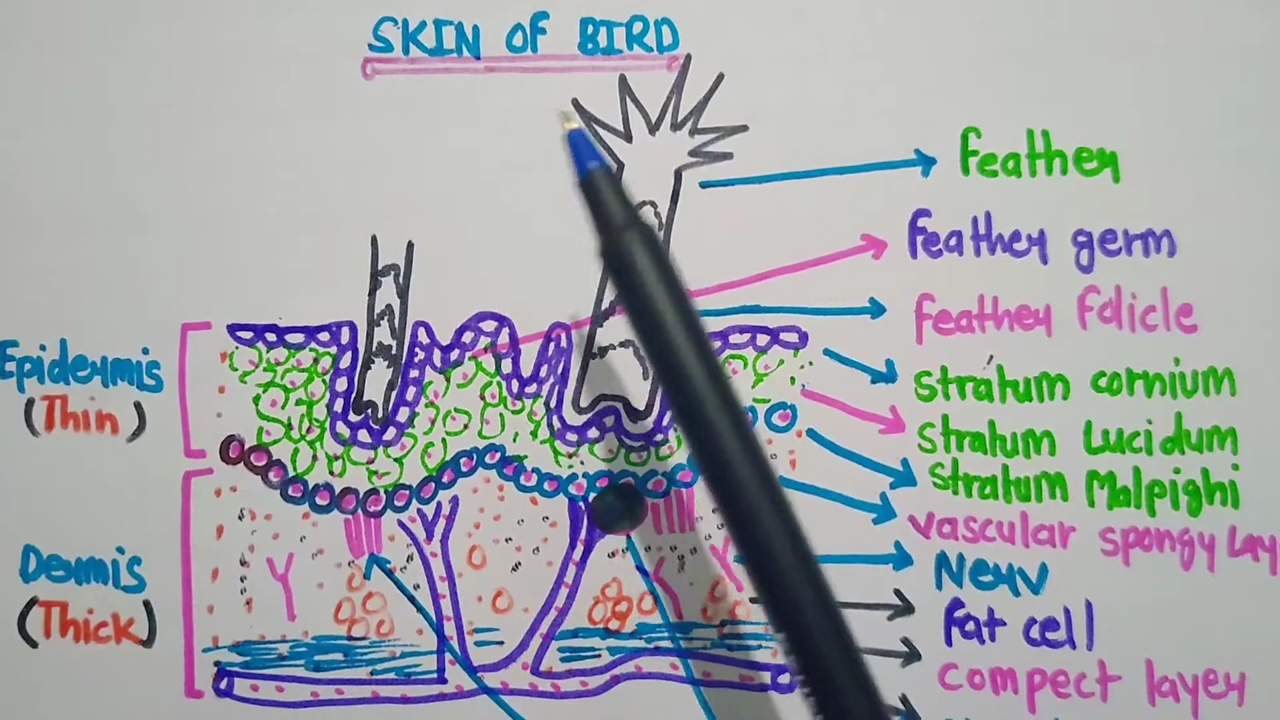 SKIN OF BIRD
Feather
Feather germ
Feather Folicle
Stratum cornium
Stratum Lucidum
Stratum Malpighi
Vascular spongy Lay
Nerv
Fat cell
Compect layer
Epidermis
(Thin)
Dermis
(Thick)